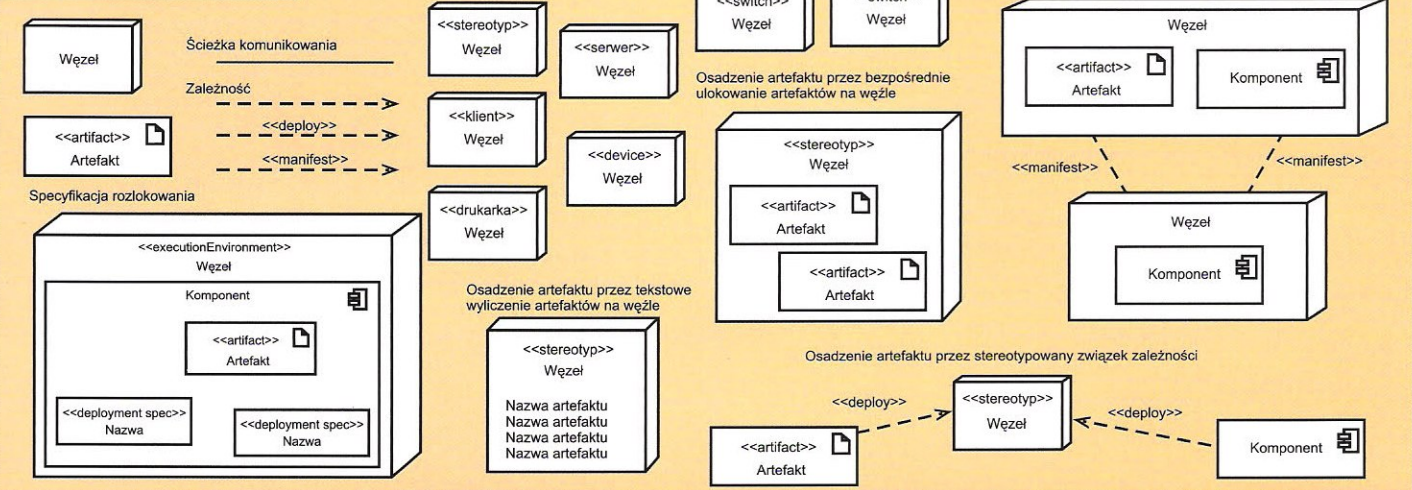 Węzeł
Ścieżka komunikowania
Zależność
<<deploy>>
<<manifest>>
<<artifact>>
Artefakt
Specyfikacja rozlokowania
<<executionEnvironment>>
Węzeł
Komponent
<<artifact>>
Artefakt
<<deployment spec>>
Nazwa
<<deployment spec>>
Nazwa
<<stereotyp>>
Węzeł
<<serwer>>
Węzeł
<<klient>>
Węzeł
<<device>>
Węzeł
<<drukarka>>
Węzeł
Osadzenie artefaktu przez tekstowe
wyliczenie artefaktów na węźle
<<stereotyp>>
Węzeł
Nazwa artefaktu
Nazwa artefaktu
Nazwa artefaktu
Nazwa artefaktu
<<switch>>
Węzeł
Węzeł
Osadzenie artefaktu przez bezpośrednie
ulokowanie artefaktów na węźle
<<stereotyp>>
Węzeł
<<artifact>>
Artefakt
<<artifact>>
Artefakt
Węzeł
<<artifact>>
Artefakt
Komponent
<<manifest>>
<<manifest>>
Węzeł
Komponent
Osadzenie artefaktu przez stereotypowany związek zależności
<<deploy>>
<<stereotyp>>
Węzeł
<<deploy>>
<<artifact>>
Artefakt
Komponent